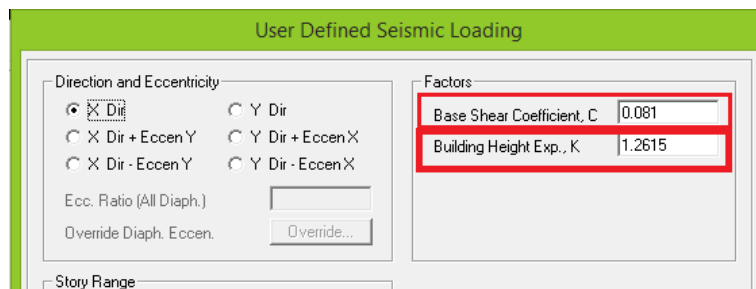 User Defined Seismic Loading
Direction and Eccentricity
X Dir
Y Dir
X Dir + Eccen Y
Y Dir + Eccen X
X Dir - Eccen Y
Y Dir - Eccen X
Ecc. Ratio (All Diaph.)
Override Diaph. Eccen.
Override...
Factors
Base Shear Coefficient, C
0.081
Building Height Exp., K
1.2615
Story Range